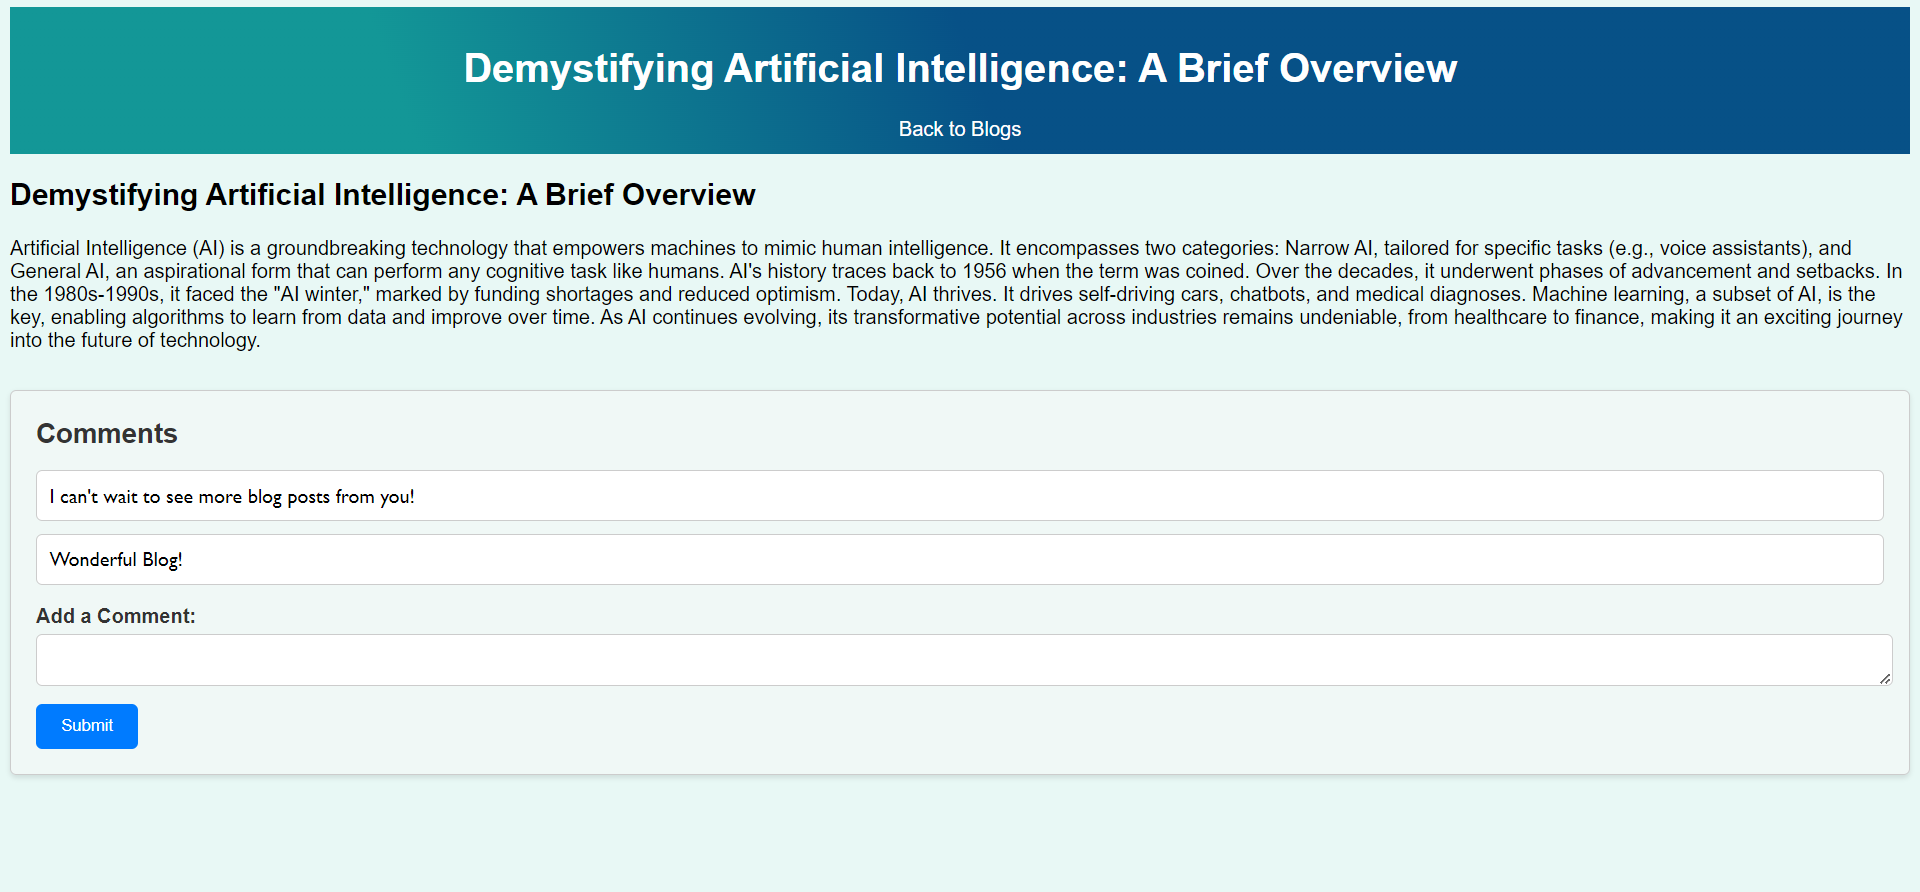 Demystifying Artificial Intelligence: A Brief Overview
Back to Blogs
Demystifying Artificial Intelligence: A Brief Overview
Artificial Intelligence (AI) is a groundbreaking technology that empowers machines to mimic human intelligence. It encompasses two categories: Narrow AI, tailored for specific tasks (e.g., voice assistants), and
General AI, an aspirational form that can perform any cognitive task like humans. AI's history traces back to 1956 when the term was coined. Over the decades, it underwent phases of advancement and setbacks. In
the 1980s-1990s, it faced the "AI winter," marked by funding shortages and reduced optimism. Today, AI thrives. It drives self-driving cars, chatbots, and medical diagnoses. Machine learning, a subset of AI, is the
key, enabling algorithms to learn from data and improve over time. As AI continues evolving, its transformative potential across industries remains undeniable, from healthcare to finance, making it an exciting journey
into the future of technology.
Comments
I can't wait to see more blog posts from you!
Wonderful Blog!
Add a Comment:
Submit